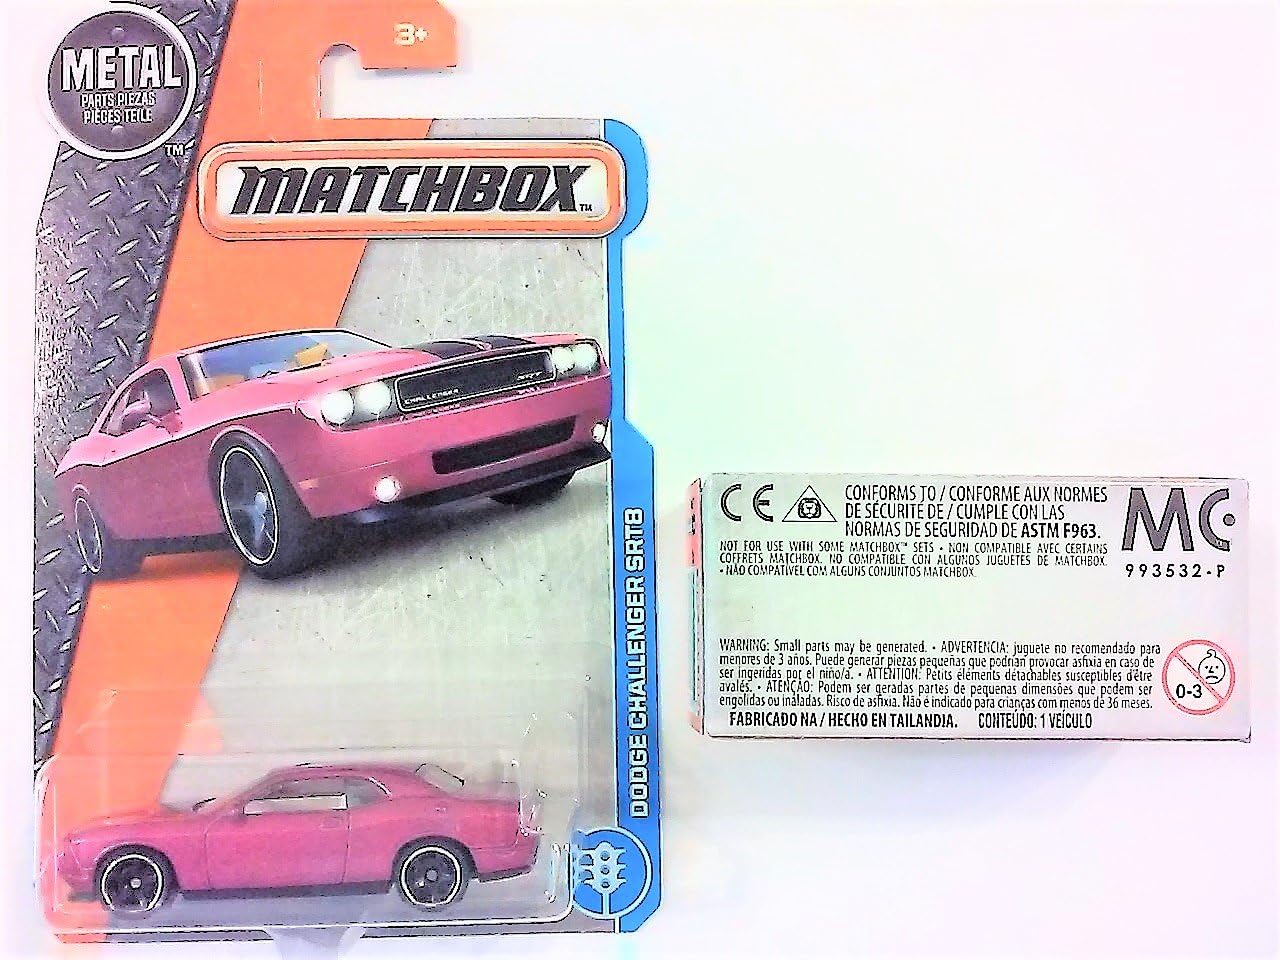 METAL
PARTS PIEZAS
PIÈCES TEILE
TM
3+
MATCHBOX TM
CHALLENGER SRT
DODGE CHALLENGER SRT8
CE
CONFORMS TO / CONFORME AUX NORMES
DE SÉCURITÉ DE / CUMPLE CON LAS
NORMAS DE SEGURIDAD DE ASTM F963.
MC
993532-P
NOT FOR USE WITH SOME MATCHBOX™ SETS • NON COMPATIBLE AVEC CERTAINS
COFFRETS MATCHBOX. NO COMPATIBLE CON ALGUNOS JUGUETES DE MATCHBOX.
• NÃO COMPATÍVEL COM ALGUNS CONJUNTOS MATCHBOX.
WARNING: Small parts may be generated. • ADVERTENCIA: juguete no recomendado para
menores de 3 años. Puede generar piezas pequeñas que podrían provocar asfixia en caso de
ser ingeridas por el niño/a. • ATTENTION: Petits éléments détachables susceptibles d'être
avalés. • ATENÇÃO: Podem ser geradas partes de pequenas dimensões que podem ser
engolidas ou inaladas. Risco de asfixia. Não é indicado para crianças com menos de 36 meses.
FABRICADO NA / HECHO EN TAILANDIA. CONTEÚDO: 1 VEÍCULO
0-3